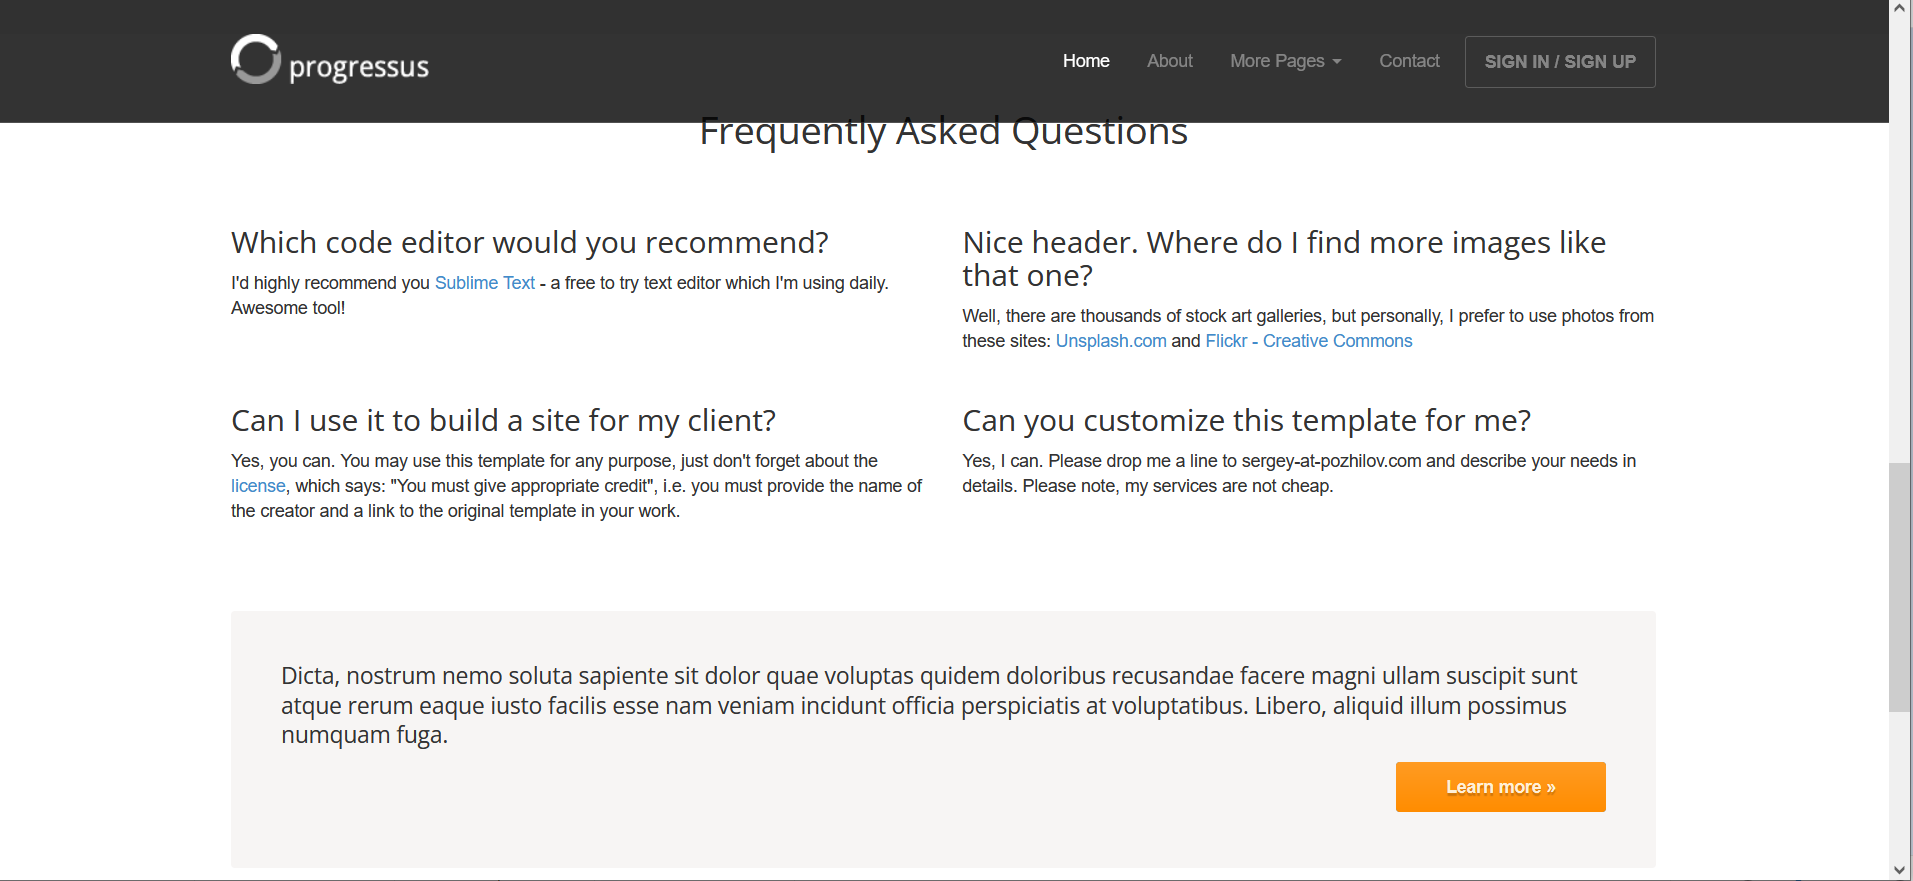 progressus
Home About More Pages Contact SIGN IN / SIGN UP
Frequently Asked Questions
Which code editor would you recommend?
I'd highly recommend you Sublime Text - a free to try text editor which I'm using daily.
Awesome tool!
Nice header. Where do I find more images like
that one?
Well, there are thousands of stock art galleries, but personally, I prefer to use photos from
these sites: Unsplash.com and Flickr - Creative Commons
Can I use it to build a site for my client?
Yes, you can. You may use this template for any purpose, just don't forget about the
license, which says: "You must give appropriate credit", i.e. you must provide the name of
the creator and a link to the original template in your work.
Can you customize this template for me?
Yes, I can. Please drop me a line to sergey-at-pozhilov.com and describe your needs in
details. Please note, my services are not cheap.
Dicta, nostrum nemo soluta sapiente sit dolor quae voluptas quidem doloribus recusandae facere magni ullam suscipit sunt
atque rerum eaque iusto facilis esse nam veniam incidunt officia perspiciatis at voluptatibus. Libero, aliquid illum possimus
numquam fuga.
Learn more »